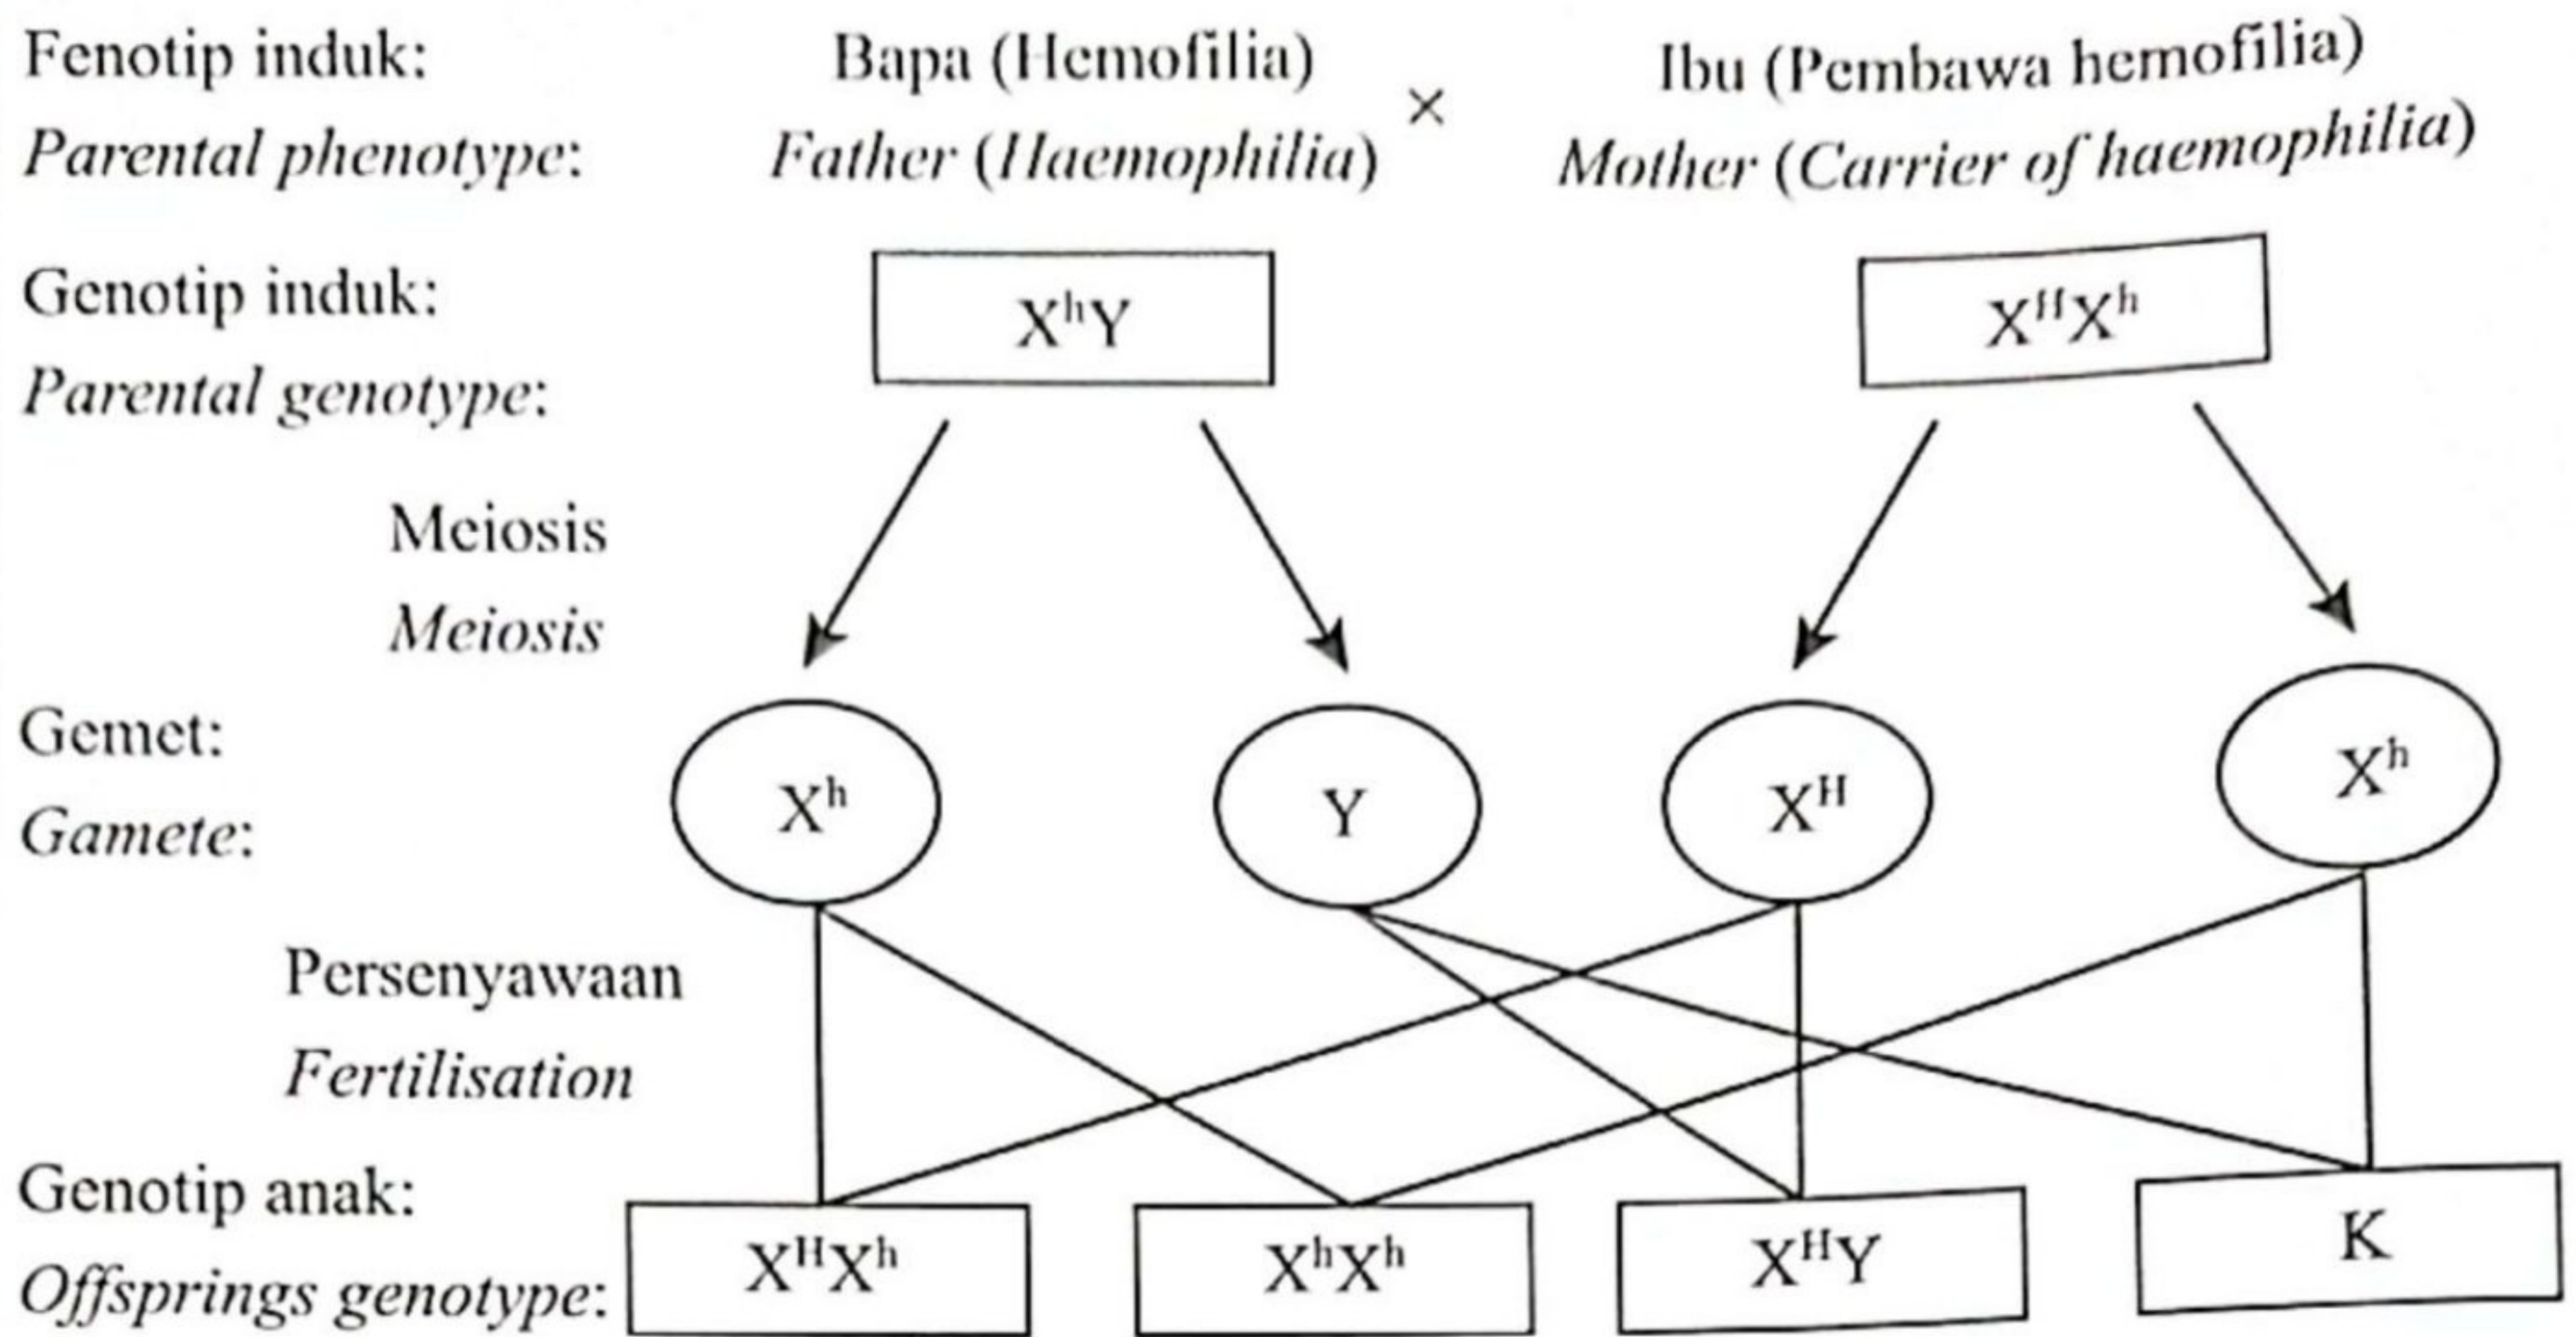 Fenotip induk: Bapa (Hemofilia) × Ibu (Pembawa hemofilia)
Parental phenotype: Father (Haemophilia) Mother (Carrier of haemophilia)
Genotip induk: XʰY XᴴXʰ
Parental genotype:
Meiosis
Meiosis
Gemet: Xʰ Y Xᴴ Xʰ
Gamete:
Persenyawaan
Fertilisation
Genotip anak: XᴴXʰ XʰXʰ XᴴY K
Offsprings genotype: